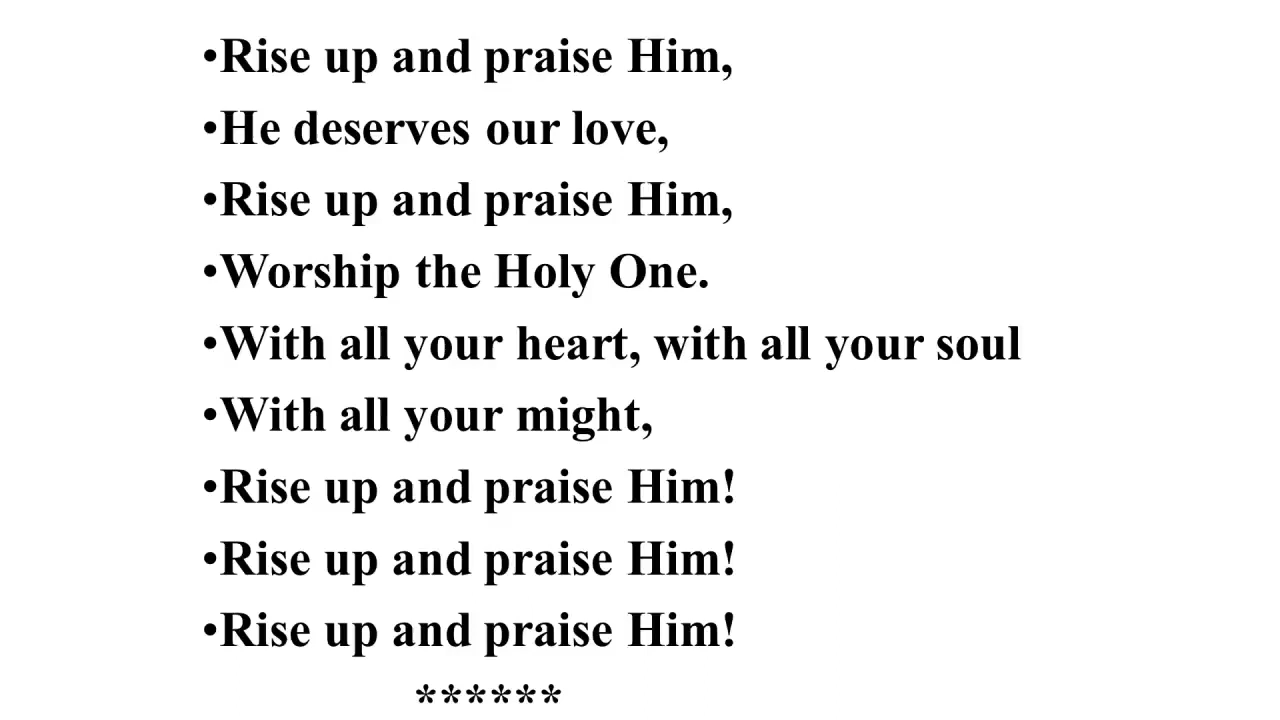 •Rise up and praise Him,
•He deserves our love,
•Rise up and praise Him,
•Worship the Holy One.
•With all your heart, with all your soul
•With all your might,
•Rise up and praise Him!
•Rise up and praise Him!
•Rise up and praise Him!
******